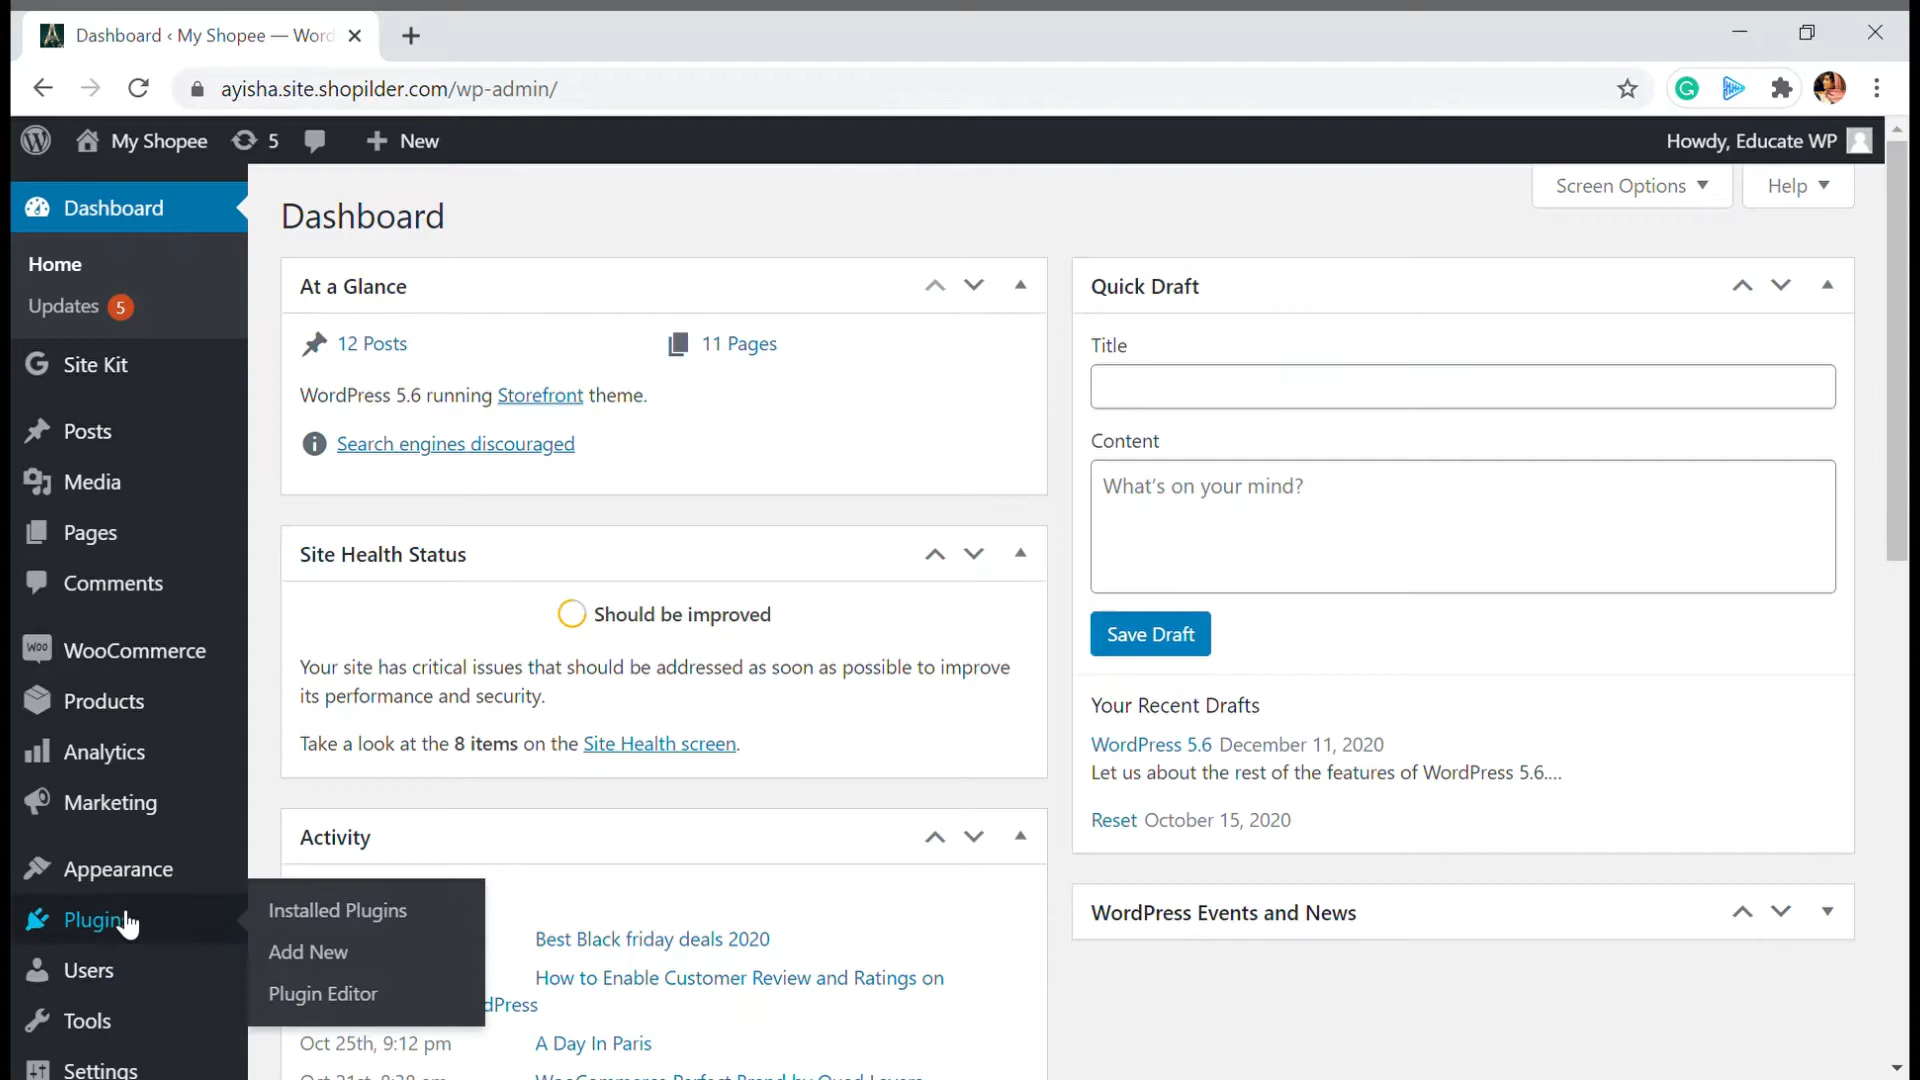 Dashboard ‹ My Shopee — Word
ayisha.site.shopilder.com/wp-admin/
My Shopee 5 New
Howdy, Educate WP
Screen Options
Help
Dashboard
Home
Updates 5
Site Kit
Posts
Media
Pages
Comments
WooCommerce
Products
Analytics
Marketing
Appearance
Plugin
Users
Tools
Settings
Installed Plugins
Add New
Plugin Editor
Dashboard
At a Glance
12 Posts
11 Pages
WordPress 5.6 running Storefront theme.
Search engines discouraged
Site Health Status
Should be improved
Your site has critical issues that should be addressed as soon as possible to improve
its performance and security.
Take a look at the 8 items on the Site Health screen.
Activity
Best Black friday deals 2020
How to Enable Customer Review and Ratings on
dPress
Oct 25th, 9:12 pm
A Day In Paris
Quick Draft
Title
Content
What's on your mind?
Save Draft
Your Recent Drafts
WordPress 5.6 December 11, 2020
Let us about the rest of the features of WordPress 5.6....
Reset October 15, 2020
WordPress Events and News